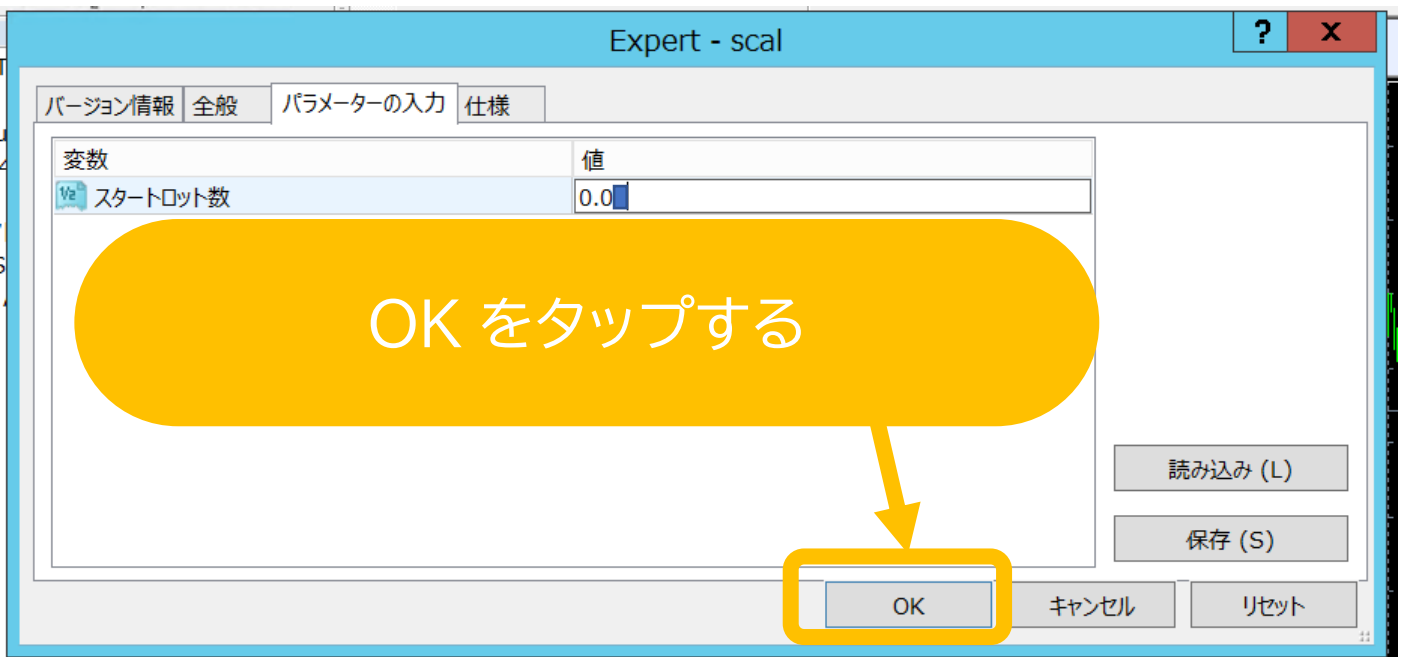 Expert - scal
?
X
バージョン情報 全般 パラメーターの入力 仕様
変数 値
スタートロット数 0.0
OK をタップする
読み込み (L)
保存 (S)
OK キャンセル リセット